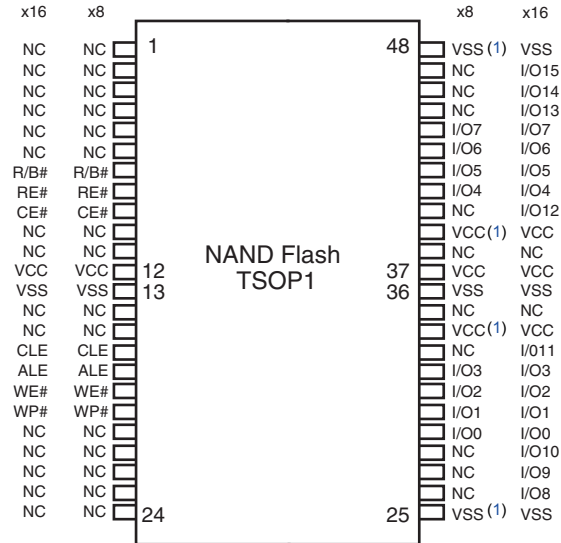 x16 x8 x8 x16
NC NC 1 48 VSS (1) VSS
NC NC NC I/O15
NC NC NC I/O14
NC NC NC I/O13
NC NC I/O7 I/O7
NC NC I/O6 I/O6
R/B# R/B# I/O5 I/O5
RE# RE# I/O4 I/O4
CE# CE# NC I/O12
NC NC VCC(1) VCC
NC NC NAND Flash NC NC
VCC VCC 12 TSOP1 37 VCC VCC
VSS VSS 13 36 VSS VSS
NC NC NC NC
NC NC VCC(1) VCC
CLE CLE NC I/011
ALE ALE I/O3 I/O3
WE# WE# I/O2 I/O2
WP# WP# I/O1 I/O1
NC NC I/O0 I/O0
NC NC NC I/O10
NC NC NC I/O9
NC NC NC I/O8
NC NC 24 25 VSS (1) VSS